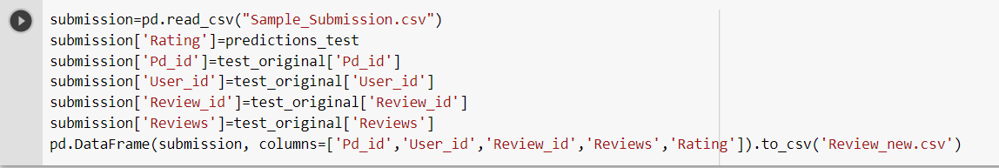 submission=pd.read_csv("Sample_Submission.csv")
submission['Rating']=predictions_test
submission['Pd_id']=test_original['Pd_id']
submission['User_id']=test_original['User_id']
submission['Review_id']=test_original['Review_id']
submission['Reviews']=test_original['Reviews']
pd.DataFrame(submission, columns=['Pd_id','User_id','Review_id','Reviews','Rating']).to_csv('Review_new.csv')